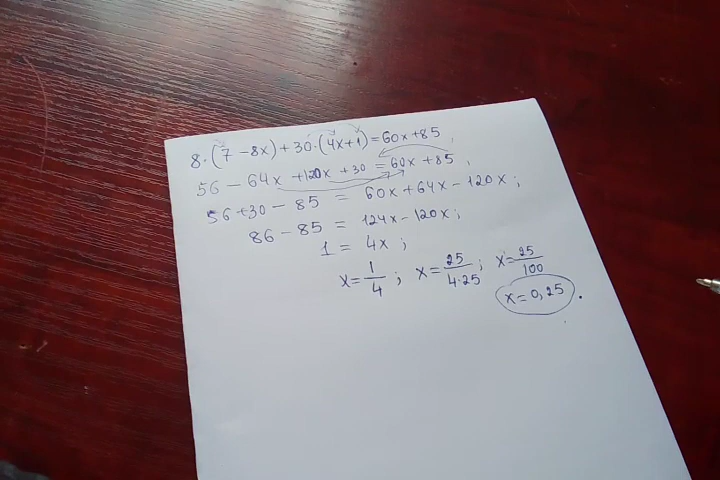 8·(7-8x)+30·(4x+1)=60x+85;
56-64x+120x+30=60x+85;
56+30-85=60x+64x-120x;
86-85=124x-120x;
1=4x;
x=1/4; x=25/4·25; x=25/100
x=0,25.